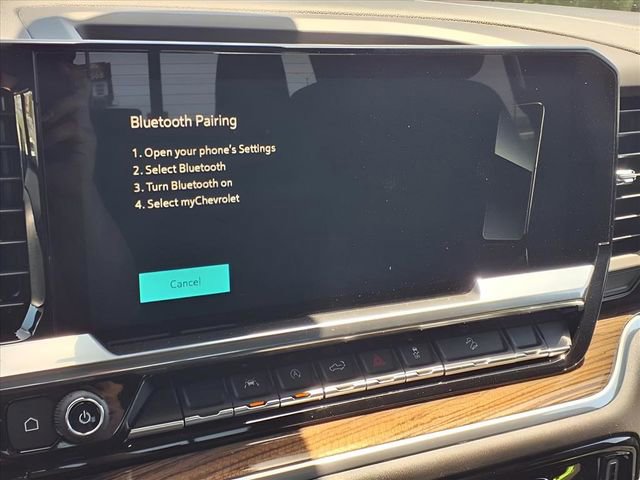 Bluetooth Pairing
1. Open your phone's Settings
2. Select Bluetooth
3. Turn Bluetooth on
4. Select myChevrolet
Cancel